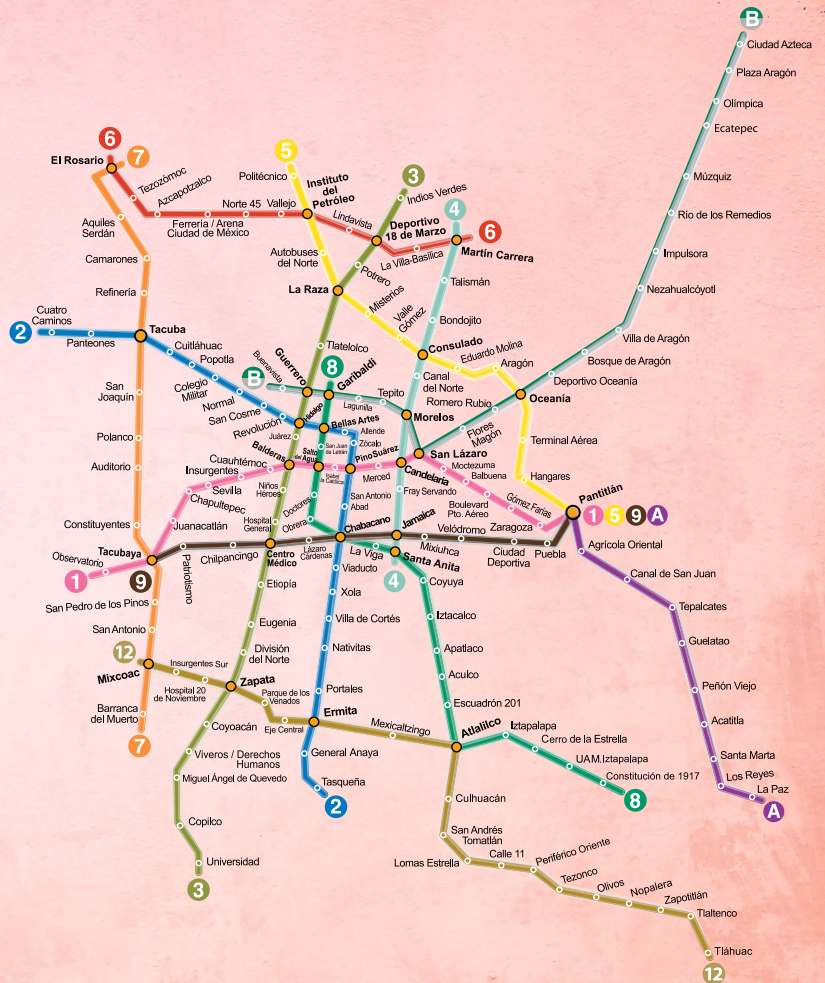 B
Ciudad Azteca
Plaza Aragón
Olímpica
Ecatepec
Múzquiz
Río de los Remedios
Impulsora
Nezahualcóyotl
Villa de Aragón
Bosque de Aragón
Deportivo Oceanía
Oceanía
Romero Rubio
Flores
Magón
San Lázaro
Morelos
Tepito
Lagunilla
Garibaldi
Guerrero
Buenavista
B
6
7
El Rosario
Tezozómoc
Azcapotzalco
Ferrería / Arena
Ciudad de México
Norte 45
Vallejo
Instituto
del
Petróleo
Lindavista
Deportivo
18 de Marzo
La Villa-Basílica
Martín Carrera
6
5
Politécnico
Autobuses
del Norte
La Raza
Misterios
Valle
Gómez
Consulado
Eduardo Molina
Aragón
Terminal Aérea
Hangares
Pantitlán
1
5
9
A
3
Indios Verdes
Potrero
Tlatelolco
Hidalgo
Juárez
Balderas
Niños
Héroes
Hospital
General
Centro
Médico
Etiopía
Eugenia
División
del Norte
Zapata
Coyoacán
Viveros / Derechos
Humanos
Miguel Ángel de Quevedo
Copilco
Universidad
3
4
Talismán
Bondojito
Canal
del Norte
Candelaria
Fray Servando
Jamaica
Santa Anita
4
2
Cuatro
Caminos
Panteones
Tacuba
Cuitláhuac
Popotla
Colegio
Militar
Normal
San Cosme
Revolución
Bellas Artes
Allende
Zócalo
Pino Suárez
San Antonio
Abad
Chabacano
Viaducto
Xola
Villa de Cortés
Nativitas
Portales
Ermita
General Anaya
Tasqueña
2
Aquiles
Serdán
Camarones
Refinería
San
Joaquín
Polanco
Auditorio
Constituyentes
Tacubaya
San Pedro de los Pinos
San Antonio
Mixcoac
Barranca
del Muerto
7
1
Observatorio
Juanacatlán
Chapultepec
Sevilla
Insurgentes
Cuauhtémoc
Salto
del Agua
Isabel
la Católica
Merced
Moctezuma
Balbuena
Boulevard
Pto. Aéreo
Gómez Farías
Zaragoza
9
Patriotismo
Chilpancingo
Lázaro
Cárdenas
Mixiuhca
Velódromo
Ciudad
Deportiva
Puebla
8
San Juan
de Letrán
Doctores
Obrera
La Viga
Coyuya
Iztacalco
Apatlaco
Aculco
Escuadrón 201
Atlalilco
Iztapalapa
Cerro de la Estrella
UAM.Iztapalapa
Constitución de 1917
8
Agrícola Oriental
Canal de San Juan
Tepalcates
Guelatao
Peñón Viejo
Acatitla
Santa Marta
Los Reyes
La Paz
A
12
Insurgentes Sur
Hospital 20
de Noviembre
Parque de los
Venados
Eje Central
Mexicaltzingo
Culhuacán
San Andrés
Tomatlán
Lomas Estrella
Calle 11
Periférico Oriente
Tezonco
Olivos
Nopalera
Zapotitlán
Tlaltenco
Tláhuac
12